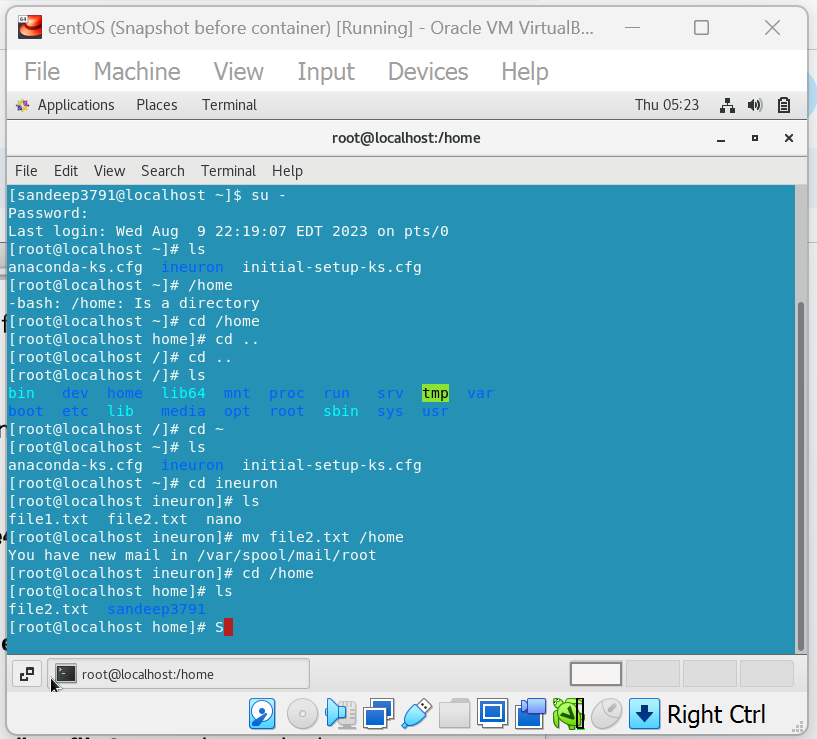 centOS (Snapshot before container) [Running] - Oracle VM VirtualB...
File Machine View Input Devices Help
Applications Places Terminal Thu 05:23
root@localhost:/home
File Edit View Search Terminal Help
[sandeep3791@localhost ~]$ su -
Password:
Last login: Wed Aug  9 22:19:07 EDT 2023 on pts/0
[root@localhost ~]# ls
anaconda-ks.cfg  ineuron  initial-setup-ks.cfg
[root@localhost ~]# /home
-bash: /home: Is a directory
[root@localhost ~]# cd /home
[root@localhost home]# cd ..
[root@localhost /]# cd ..
[root@localhost /]# ls
bin   dev  home  lib64  mnt  proc  run   srv  tmp  var
boot  etc  lib   media  opt  root  sbin  sys  usr
[root@localhost /]# cd ~
[root@localhost ~]# ls
anaconda-ks.cfg  ineuron  initial-setup-ks.cfg
[root@localhost ~]# cd ineuron
[root@localhost ineuron]# ls
file1.txt  file2.txt  nano
[root@localhost ineuron]# mv file2.txt /home
You have new mail in /var/spool/mail/root
[root@localhost ineuron]# cd /home
[root@localhost home]# ls
file2.txt  sandeep3791
[root@localhost home]# S
root@localhost:/home
Right Ctrl